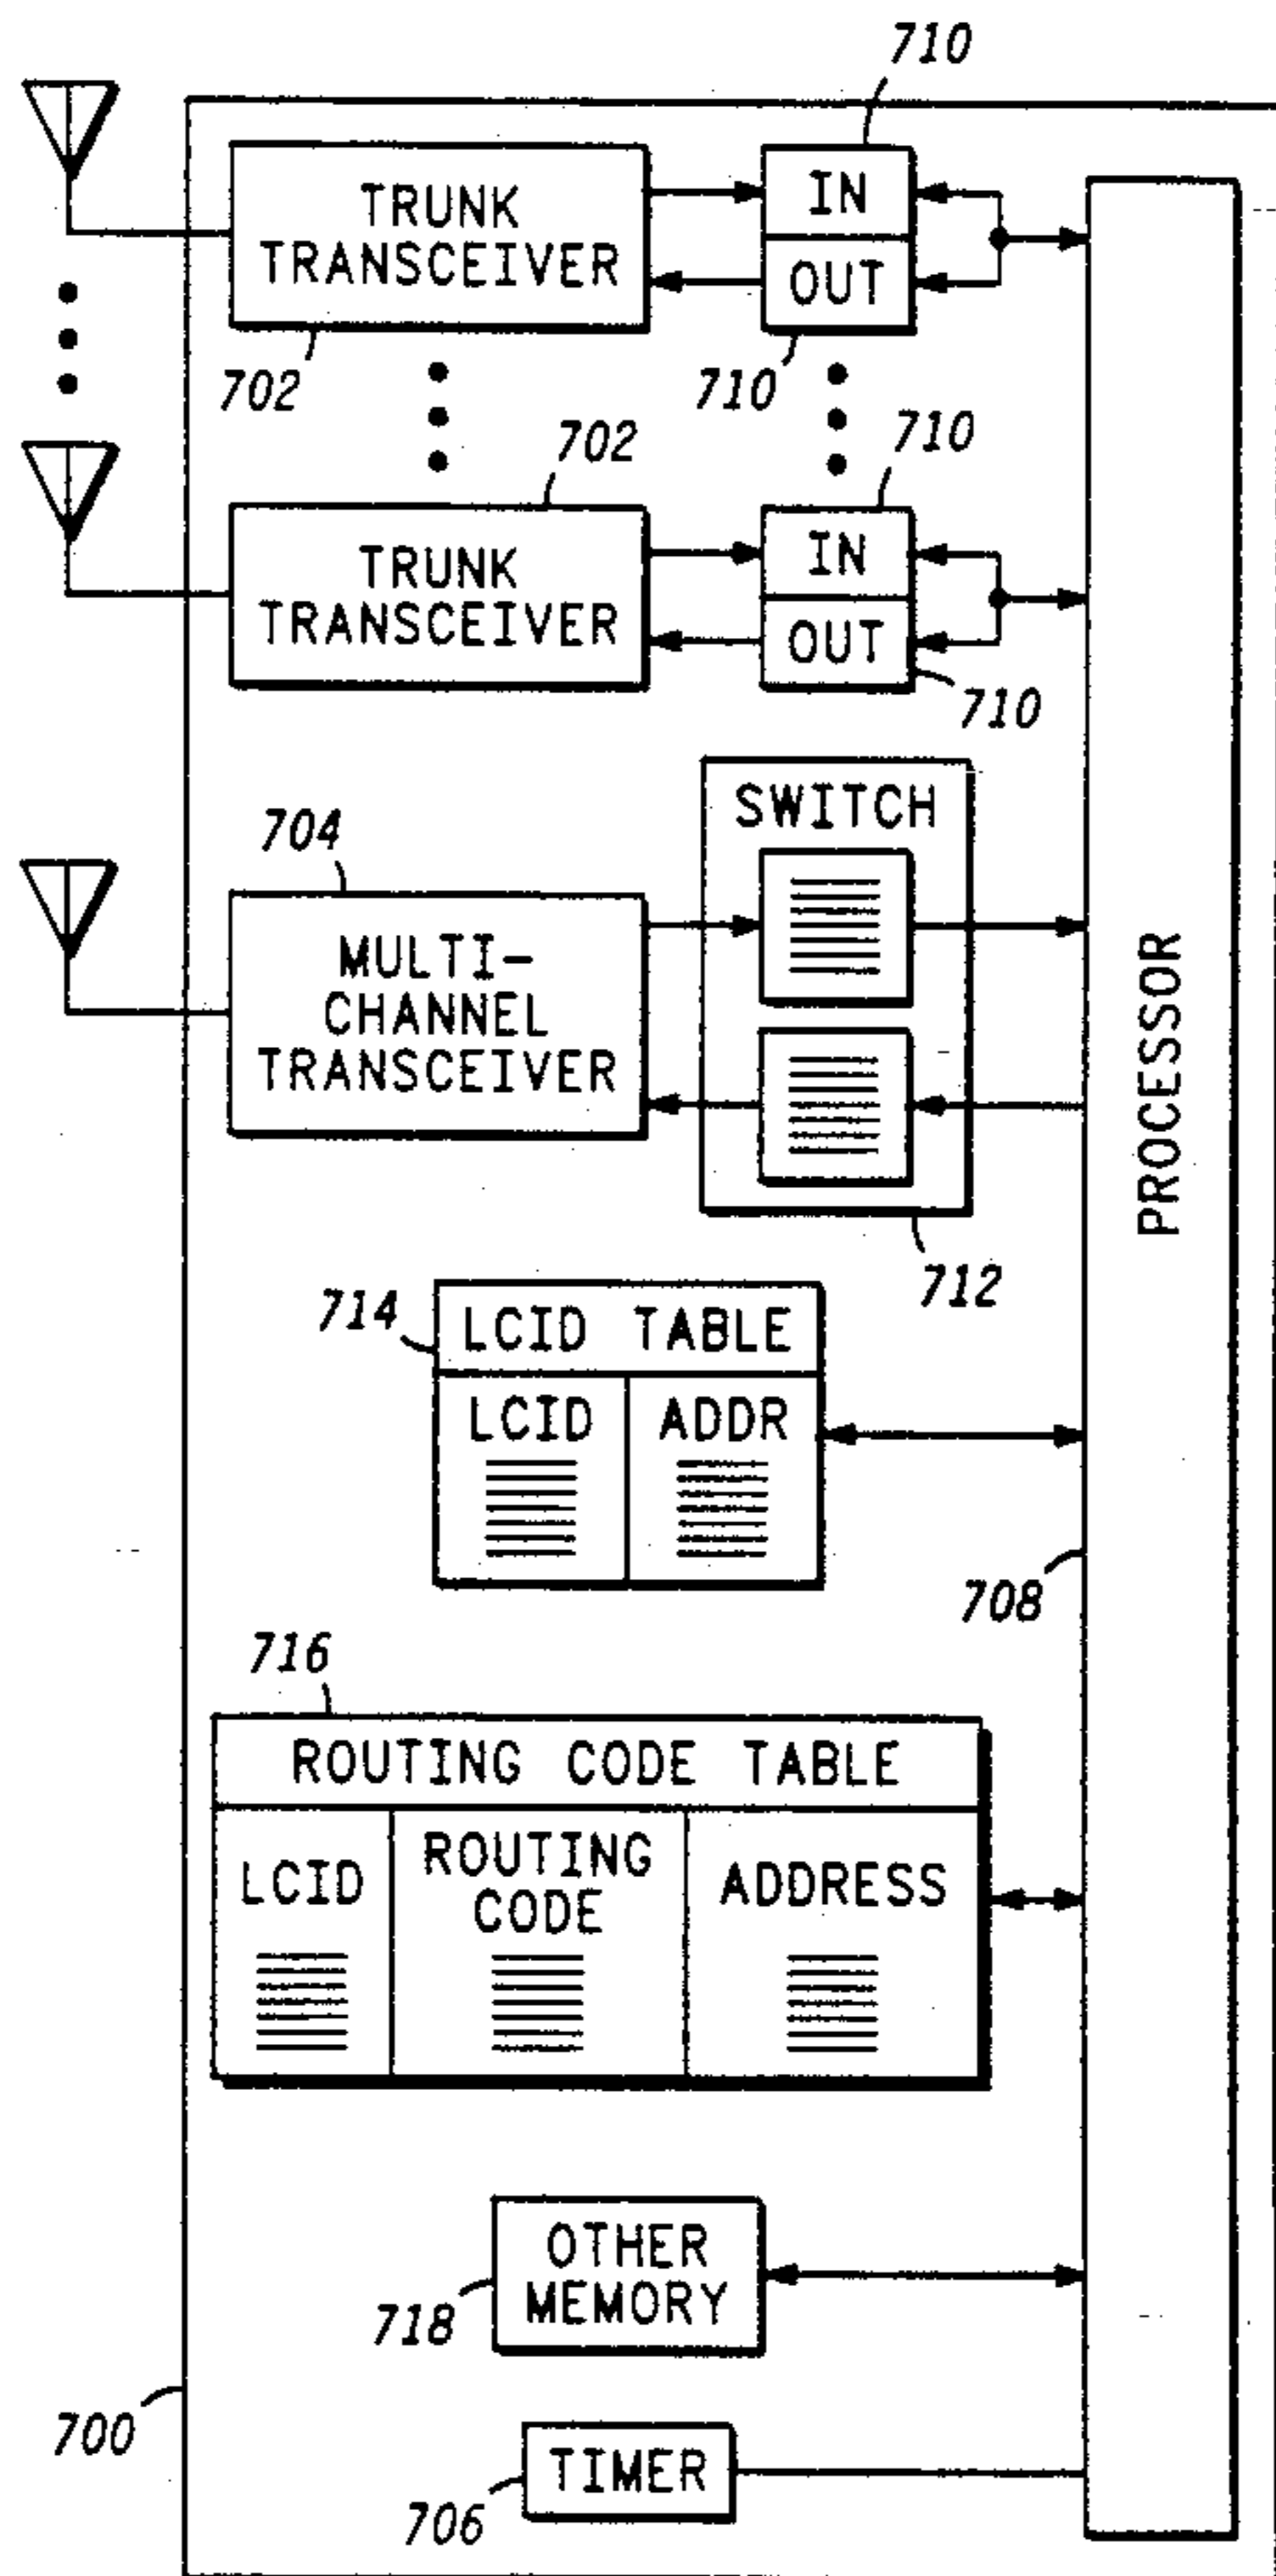 710
TRUNK
TRANSCEIVER
IN
OUT
702
710
702
710
TRUNK
TRANSCEIVER
IN
OUT
710
704
SWITCH
MULTI-
CHANNEL
TRANSCEIVER
PROCESSOR
712
714
LCID TABLE
LCID ADDR
708
716
ROUTING CODE TABLE
LCID
ROUTING
CODE
ADDRESS
OTHER
MEMORY
718
700
TIMER
706